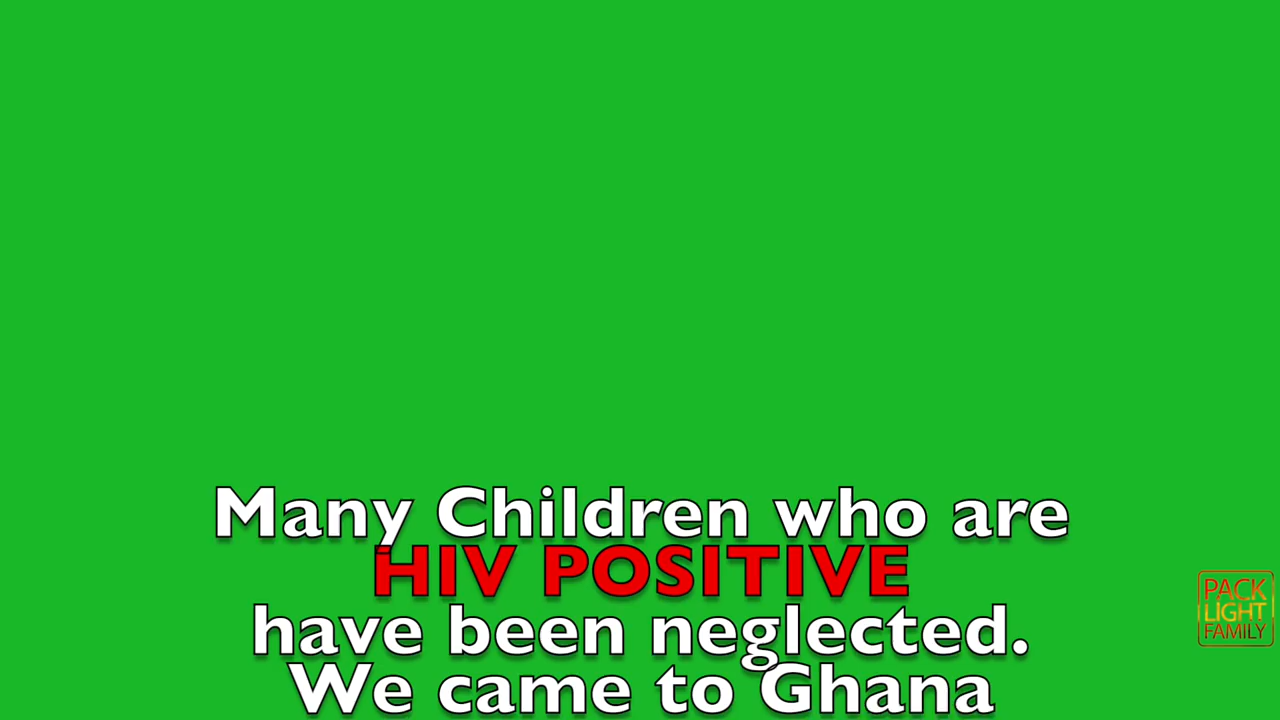 Many Children who are
HIV POSITIVE
have been neglected.
We came to Ghana
PACK
LIGHT
FAMILY